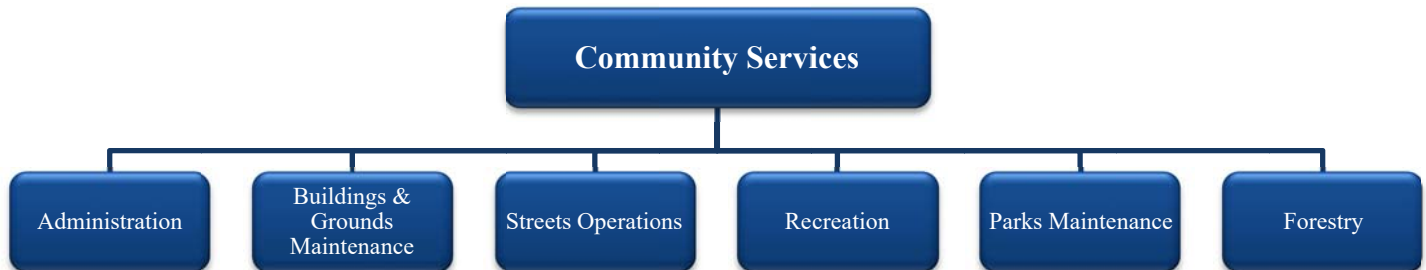 Community Services
Administration
Buildings &
Grounds
Maintenance
Streets Operations
Recreation
Parks Maintenance
Forestry